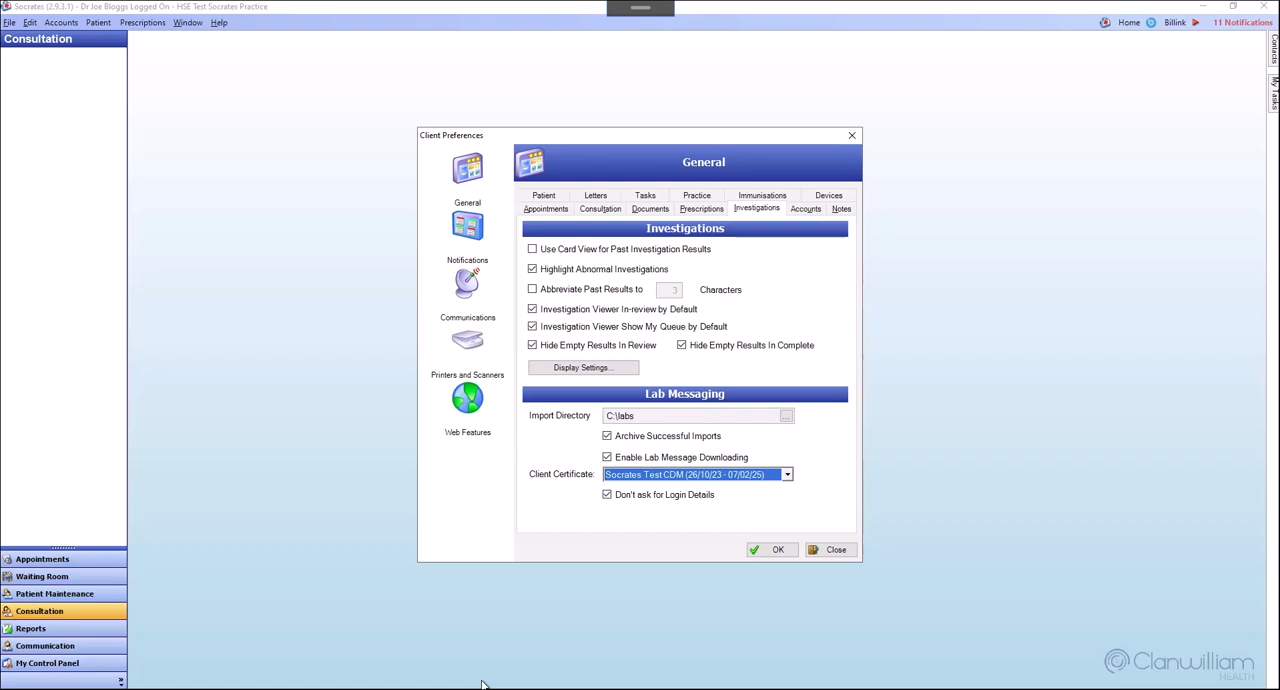 Socrates (2.9.3.1) - Dr Joe Bloggs Logged On - HSE Test Socrates Practice
File Edit Accounts Patient Prescriptions Window Help
Home Billink 11 Notifications
Consultation
Contacts
My Tasks
Client Preferences
General
Notifications
Communications
Printers and Scanners
Web Features
General
Patient Letters Tasks Practice Immunisations Devices
Appointments Consultation Documents Prescriptions Investigations Accounts Notes
Investigations
Use Card View for Past Investigation Results
Highlight Abnormal Investigations
Abbreviate Past Results to 3 Characters
Investigation Viewer In-review by Default
Investigation Viewer Show My Queue by Default
Hide Empty Results In Review Hide Empty Results In Complete
Display Settings...
Lab Messaging
Import Directory C:\labs ...
Archive Successful Imports
Enable Lab Message Downloading
Client Certificate: Socrates Test CDM (26/10/23 - 07/02/25)
Don't ask for Login Details
OK Close
Appointments
Waiting Room
Patient Maintenance
Consultation
Reports
Communication
My Control Panel
Clanwilliam
HEALTH